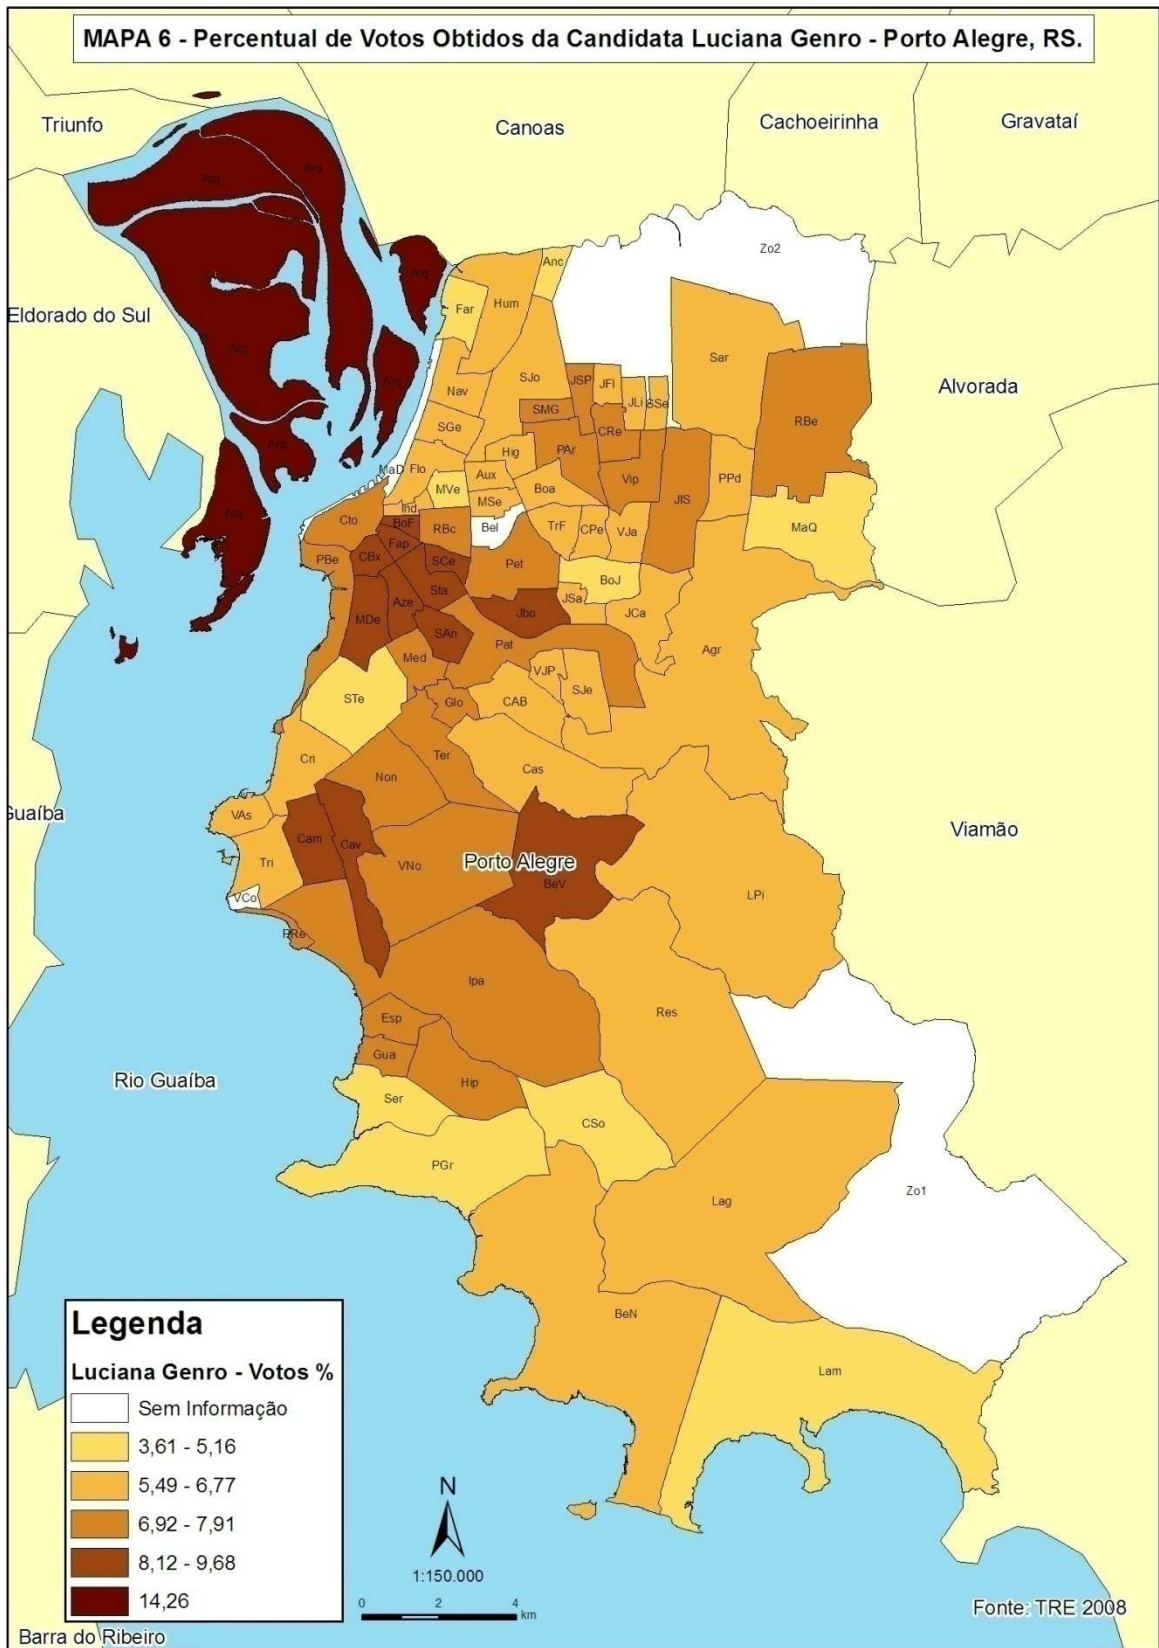 MAPA 6 - Percentual de Votos Obtidos da Candidata Luciana Genro - Porto Alegre, RS.
Triunfo
Canoas
Cachoeirinha
Gravataí
Arq
Arq
Zo2
Anc
Arq
Far
Hum
Eldorado do Sul
Arq
Sar
SJo
Alvorada
Arq
Nav
JSP
JFl
JLi
SSe
SMG
RBe
SGe
CRe
Arq
Hig
PAr
MaD
Flo
Aux
Vip
PPd
MVe
Boa
JIS
Ind
MSe
Arq
Cto
BoF
RBc
Bel
TrF
CPe
VJa
MaQ
Fap
PBe
CBx
SCe
Pet
BoJ
Sta
JSa
Aze
Jbo
JCa
MDe
SAn
Pat
Agr
Med
VJP
SJe
STe
Glo
CAB
Cri
Ter
Cas
Non
Guaíba
VAs
Viamão
Cam
Cav
Tri
VNo
Porto Alegre
BeV
LPi
VCo
PRe
Ipa
Res
Esp
Gua
Rio Guaíba
Hip
Ser
CSo
PGr
Zo1
Lag
BeN
Lam
Legenda
Luciana Genro - Votos %
Sem Informação
3,61 - 5,16
5,49 - 6,77
6,92 - 7,91
8,12 - 9,68
14,26
N
1:150.000
0 2 4
km
Fonte: TRE 2008
Barra do Ribeiro